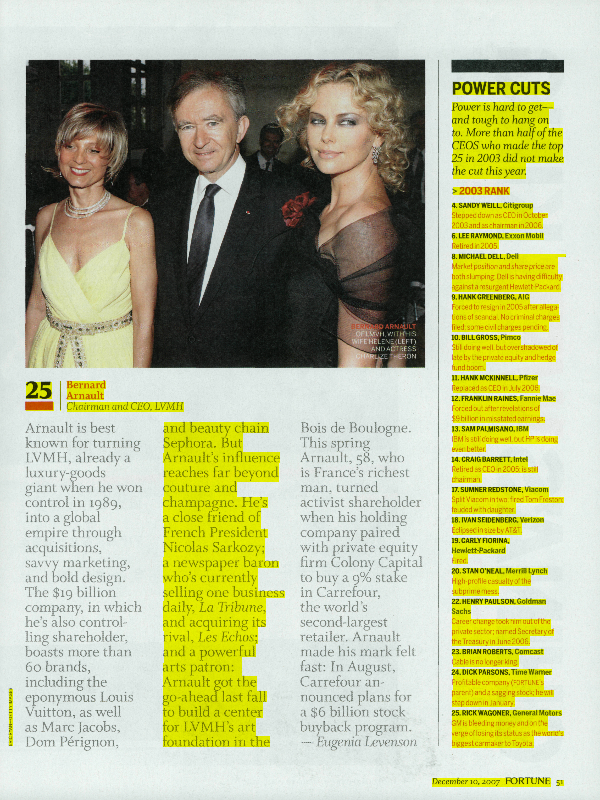 BERNARD ARNAULT
OF LVMH, WITH HIS
WIFE HELENE (LEFT)
AND ACTRESS
CHARLIZE THERON
25
Bernard
Arnault
Chairman and CEO, LVMH
Arnault is best
known for turning
LVMH, already a
luxury-goods
giant when he won
control in 1989,
into a global
empire through
acquisitions,
savvy marketing,
and bold design.
The $19 billion
company, in which
he's also control-
ling shareholder,
boasts more than
60 brands,
including the
eponymous Louis
Vuitton, as well
as Marc Jacobs,
Dom Pérignon,
and beauty chain
Sephora. But
Arnault's influence
reaches far beyond
couture and
champagne. He's
a close friend of
French President
Nicolas Sarkozy;
a newspaper baron
who's currently
selling one business
daily, La Tribune,
and acquiring its
rival, Les Echos;
and a powerful
arts patron:
Arnault got the
go-ahead last fall
to build a center
for LVMH's art
foundation in the
Bois de Boulogne.
This spring
Arnault, 58, who
is France's richest
man, turned
activist shareholder
when his holding
company paired
with private equity
firm Colony Capital
to buy a 9% stake
in Carrefour,
the world's
second-largest
retailer. Arnault
made his mark felt
fast: In August,
Carrefour an-
nounced plans for
a $6 billion stock
buyback program.
— Eugenia Levenson
POWER CUTS
Power is hard to get—
and tough to hang on
to. More than half of the
CEOS who made the top
25 in 2003 did not make
the cut this year.
> 2003 RANK
4. SANDY WEILL, Citigroup
Stepped down as CEO in October
2003 and as chairman in 2006.
6. LEE RAYMOND, Exxon Mobil
Retired in 2005.
8. MICHAEL DELL, Dell
Market position and share price are
both slumping; Dell is having difficulty
against a resurgent Hewlett-Packard.
9. HANK GREENBERG, AIG
Forced to resign in 2005 after allega-
tions of scandal. No criminal charges
filed; some civil charges pending.
10. BILL GROSS, Pimco
Still doing well, but overshadowed of
late by the private equity and hedge
fund boom.
11. HANK MCKINNELL, Pfizer
Replaced as CEO in July 2006.
12. FRANKLIN RAINES, Fannie Mae
Forced out after revelations of
$9 billion in misstated earnings.
13. SAM PALMISANO, IBM
IBM is still doing well, but HP is doing
even better.
14. CRAIG BARRETT, Intel
Retired as CEO in 2005; is still
chairman.
17. SUMNER REDSTONE, Viacom
Split Viacom in two, fired Tom Freston,
feuded with daughter.
18. IVAN SEIDENBERG, Verizon
Eclipsed in size by AT&T.
19. CARLY FIORINA,
Hewlett-Packard
Fired.
20. STAN O'NEAL, Merrill Lynch
High-profile casualty of the
subprime mess.
22. HENRY PAULSON, Goldman
Sachs
Career change took him out of the
private sector; named Secretary of
the Treasury in June 2006.
23. BRIAN ROBERTS, Comcast
Cable is no longer king.
24. DICK PARSONS, Time Warner
Profitable company (FORTUNE's
parent) and a sagging stock; he will
step down in January.
25. RICK WAGONER, General Motors
GM is bleeding money and on the
verge of losing its status as the world's
biggest carmaker to Toyota.
December 10, 2007 FORTUNE 51